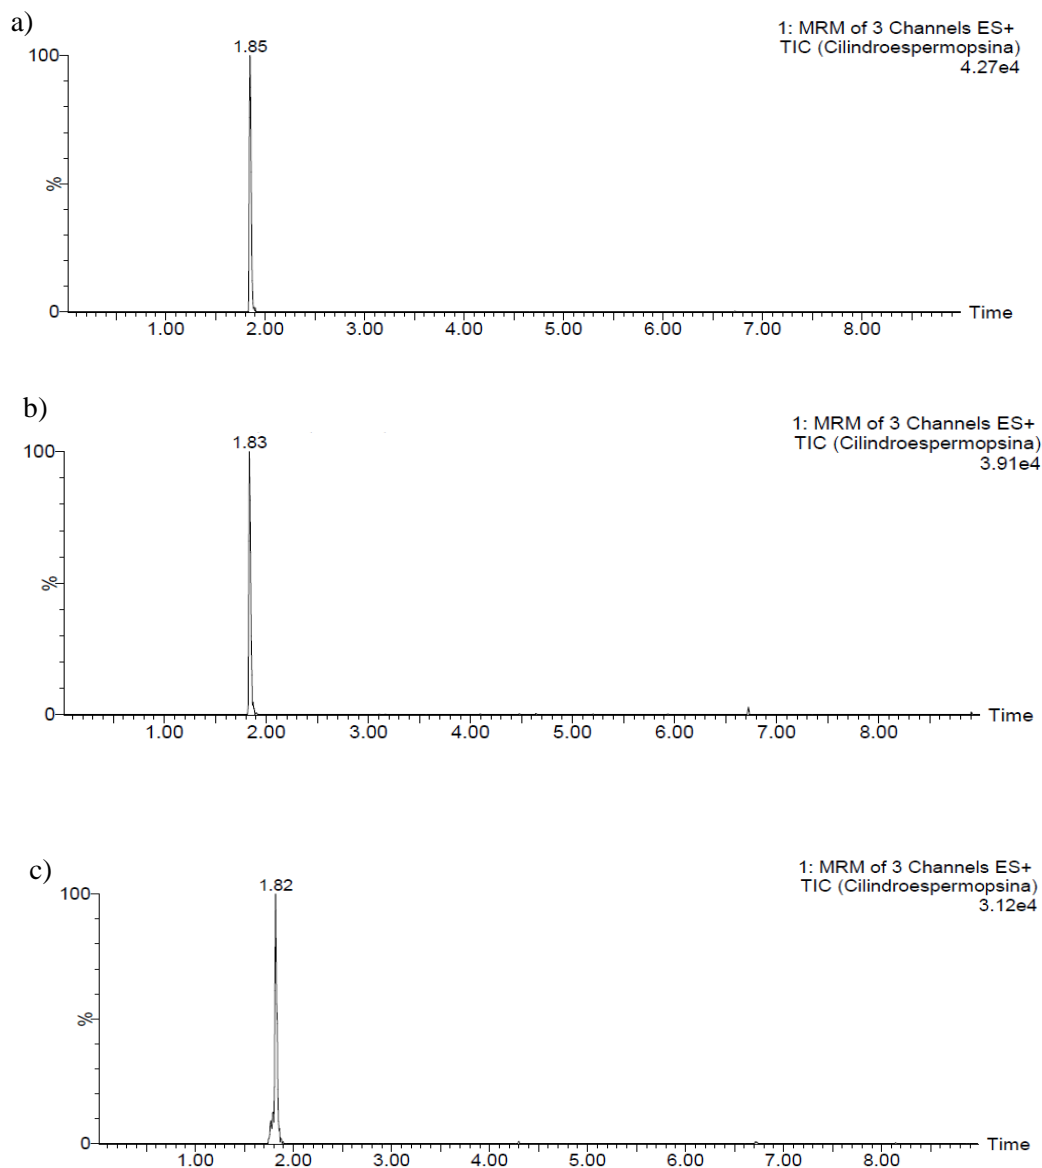 a)
1: MRM of 3 Channels ES+
TIC (Cilindroespermopsina)
4.27e4
1.85
100
%
0
1.00 2.00 3.00 4.00 5.00 6.00 7.00 8.00 Time
b)
1: MRM of 3 Channels ES+
TIC (Cilindroespermopsina)
3.91e4
1.83
100
%
0
1.00 2.00 3.00 4.00 5.00 6.00 7.00 8.00 Time
c)
1: MRM of 3 Channels ES+
TIC (Cilindroespermopsina)
3.12e4
1.82
100
%
0
1.00 2.00 3.00 4.00 5.00 6.00 7.00 8.00 Time